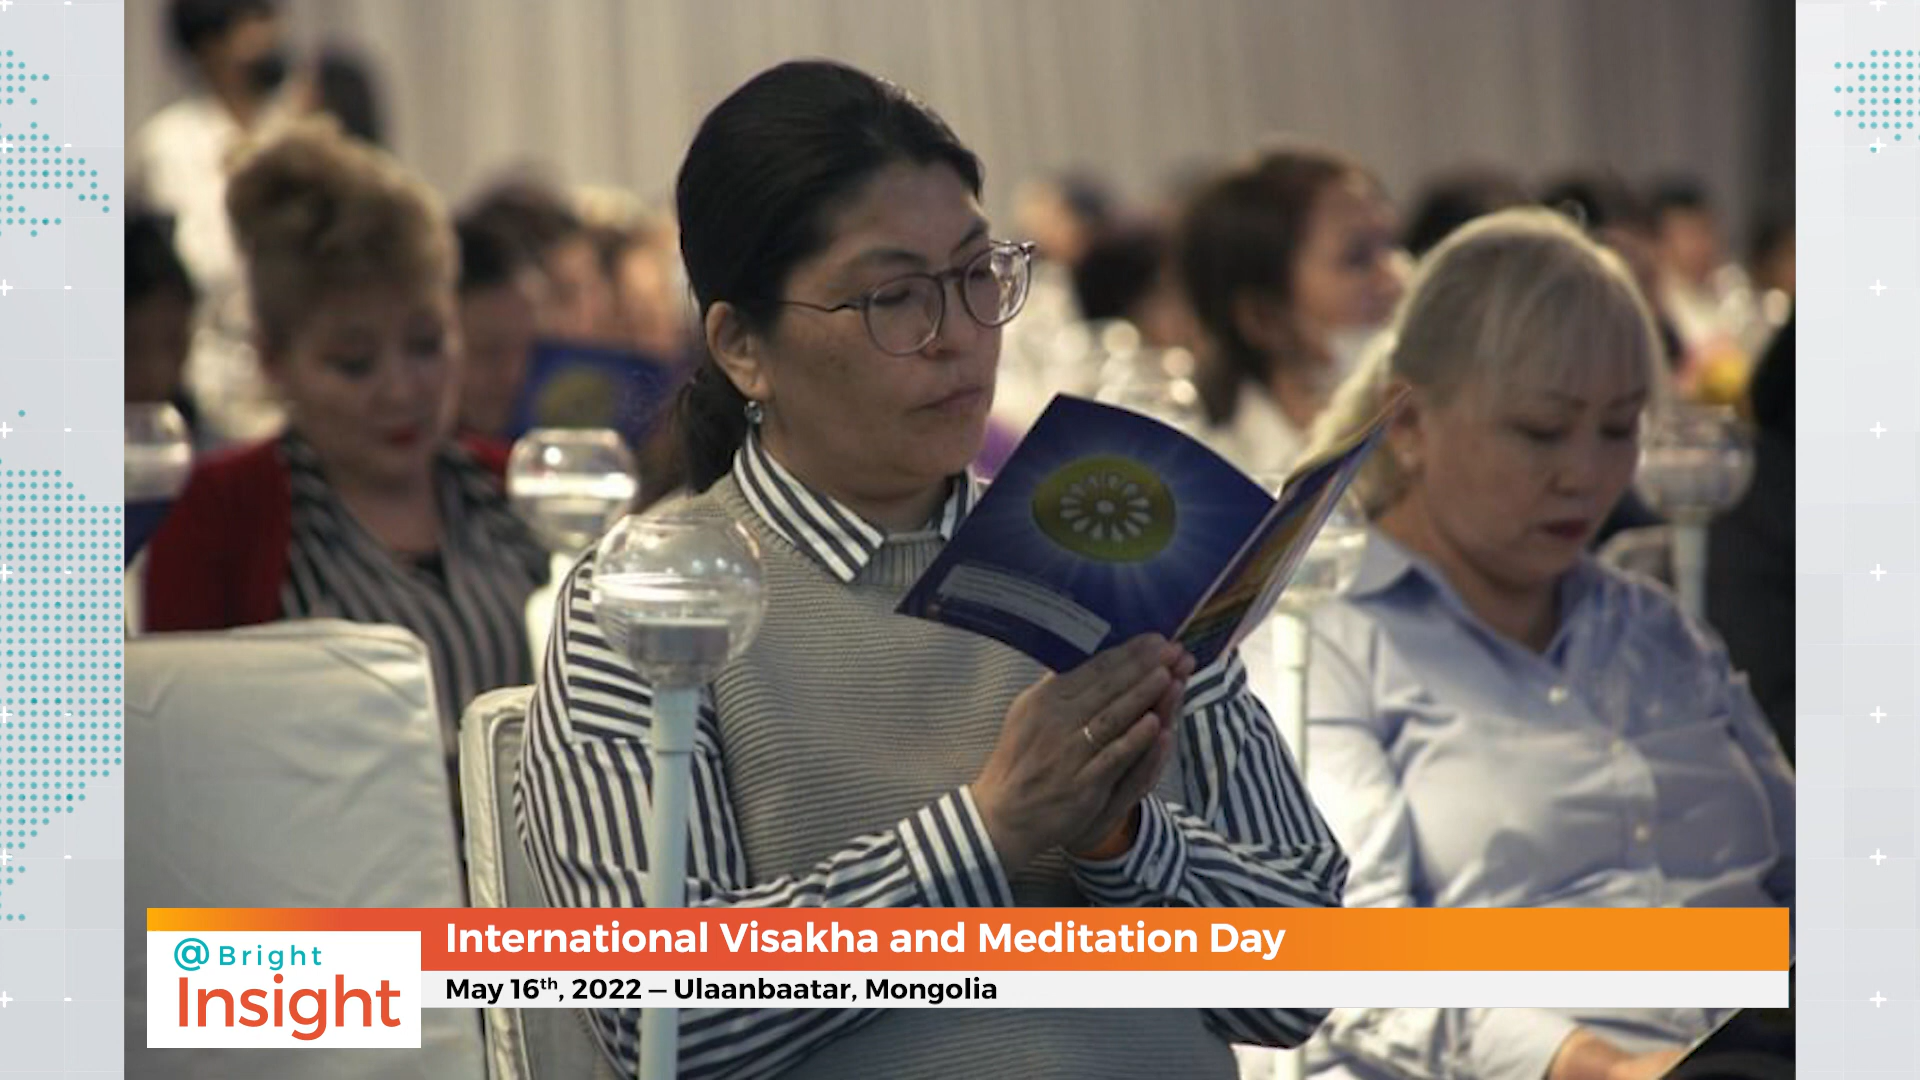 International Visakha and Meditation Day
@Bright
Insight
May 16th, 2022 – Ulaanbaatar, Mongolia